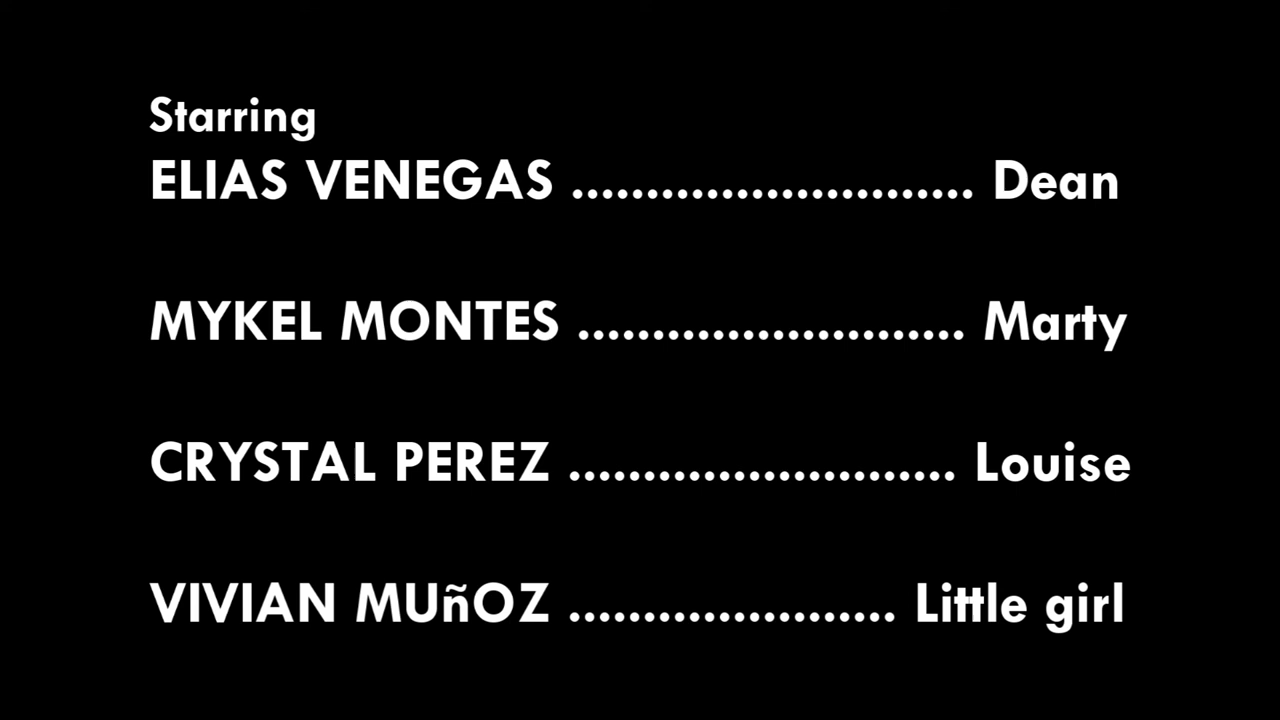 Starring
ELIAS VENEGAS ........................... Dean
MYKEL MONTES .......................... Marty
CRYSTAL PEREZ .......................... Louise
VIVIAN MUñOZ ...................... Little girl